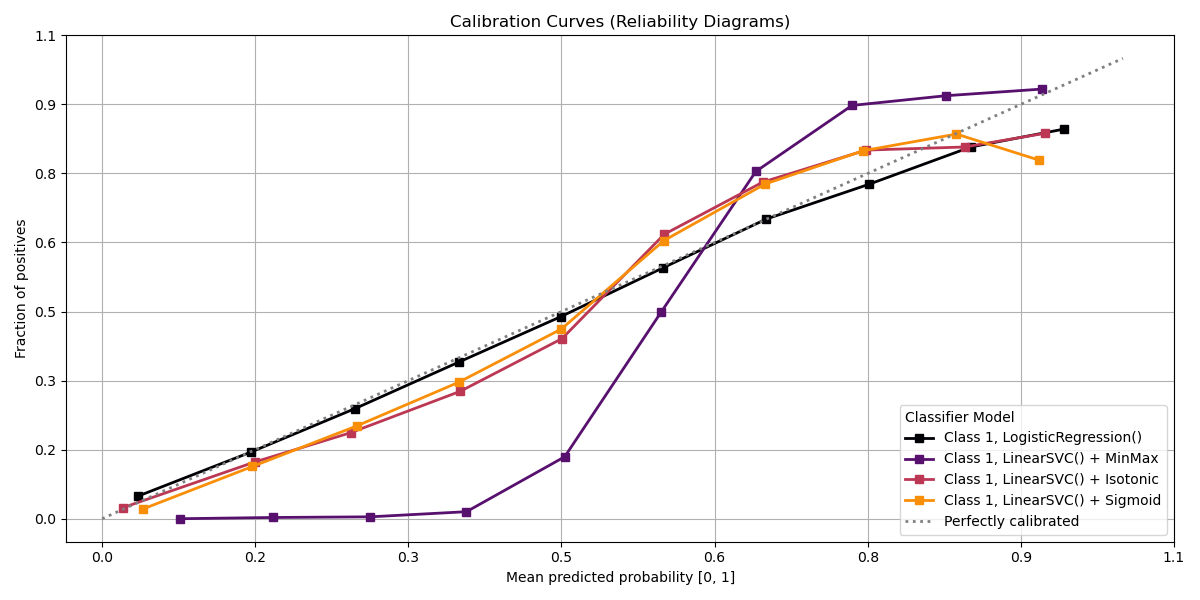 Calibration Curves (Reliability Diagrams)
1.1
0.9
0.8
0.6
0.5
0.3
0.2
0.0
Fraction of positives
Classifier Model
Class 1, LogisticRegression()
Class 1, LinearSVC() + MinMax
Class 1, LinearSVC() + Isotonic
Class 1, LinearSVC() + Sigmoid
Perfectly calibrated
0.0 0.2 0.3 0.5 0.6 0.8 0.9 1.1
Mean predicted probability [0, 1]